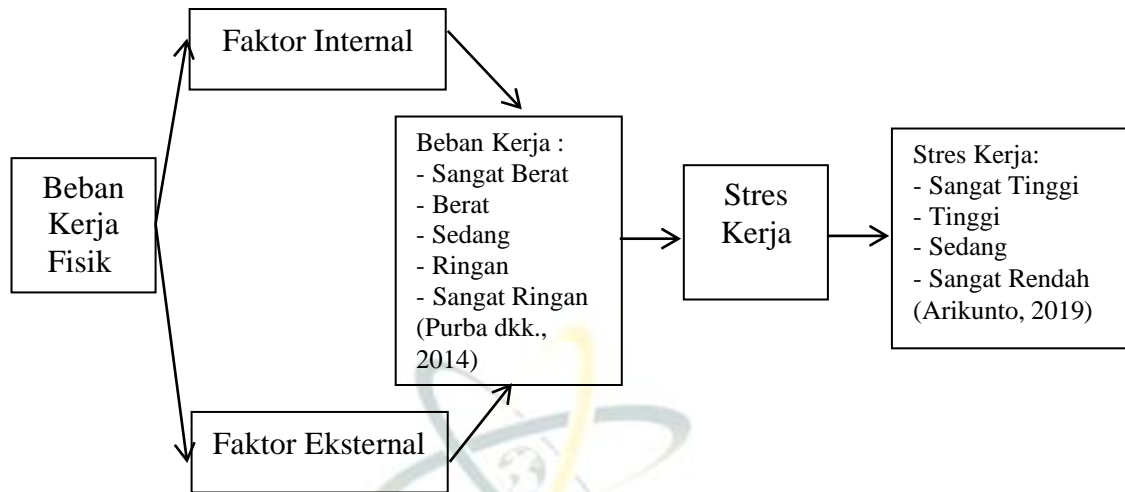 Faktor Internal
Beban
Kerja
Fisik
Beban Kerja :
- Sangat Berat
- Berat
- Sedang
- Ringan
- Sangat Ringan
(Purba dkk.,
2014)
Stres
Kerja
Stres Kerja:
- Sangat Tinggi
- Tinggi
- Sedang
- Sangat Rendah
(Arikunto, 2019)
Faktor Eksternal